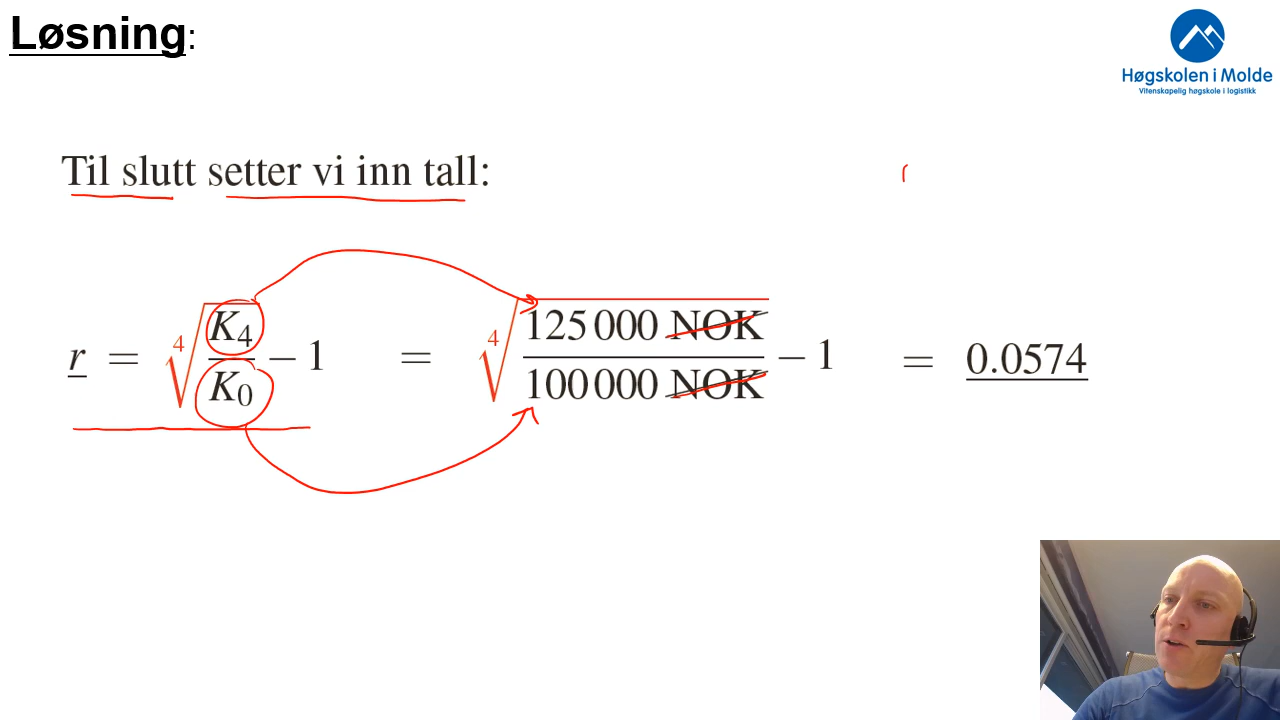 Løsning:
Høgskolen i Molde
Vitenskapelig høgskole i logistikk
Til slutt setter vi inn tall:
r = ⁴√(K₄/K₀) − 1 = ⁴√(125 000 NOK/100 000 NOK) − 1 = 0.0574